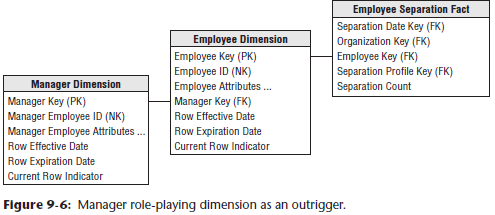 Employee Separation Fact
Separation Date Key (FK)
Organization Key (FK)
Employee Key (FK)
Separation Profile Key (FK)
Separation Count
Employee Dimension
Employee Key (PK)
Employee ID (NK)
Employee Attributes ...
Manager Key (FK)
Row Effective Date
Row Expiration Date
Current Row Indicator
Manager Dimension
Manager Key (PK)
Manager Employee ID (NK)
Manager Employee Attributes ...
Row Effective Date
Row Expiration Date
Current Row Indicator
Figure 9-6: Manager role-playing dimension as an outrigger.